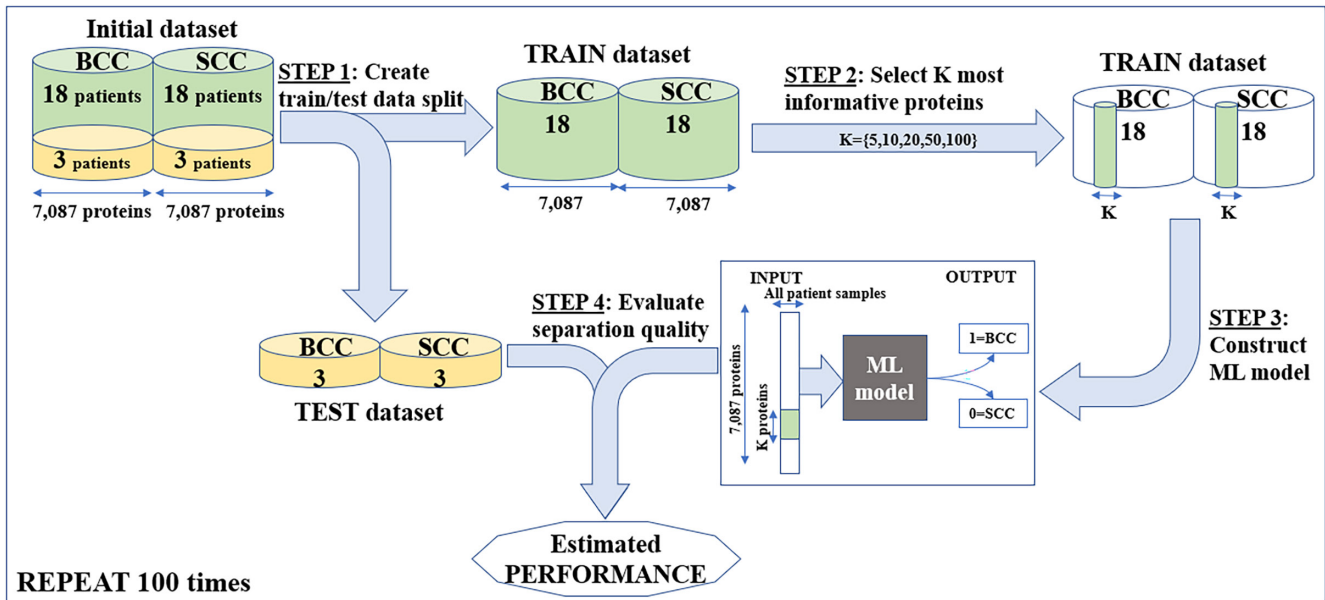 Initial dataset
BCC
SCC
18 patients
18 patients
3 patients
3 patients
7,087 proteins
7,087 proteins
STEP 1: Create
train/test data split
TRAIN dataset
BCC
SCC
18
18
7,087
7,087
STEP 2: Select K most
informative proteins
K={5,10,20,50,100}
TRAIN dataset
BCC
SCC
18
18
K
K
STEP 3:
Construct
ML model
INPUT
OUTPUT
All patient samples
7,087 proteins
K proteins
ML
model
1=BCC
0=SCC
STEP 4: Evaluate
separation quality
BCC
SCC
3
3
TEST dataset
Estimated
PERFORMANCE
REPEAT 100 times